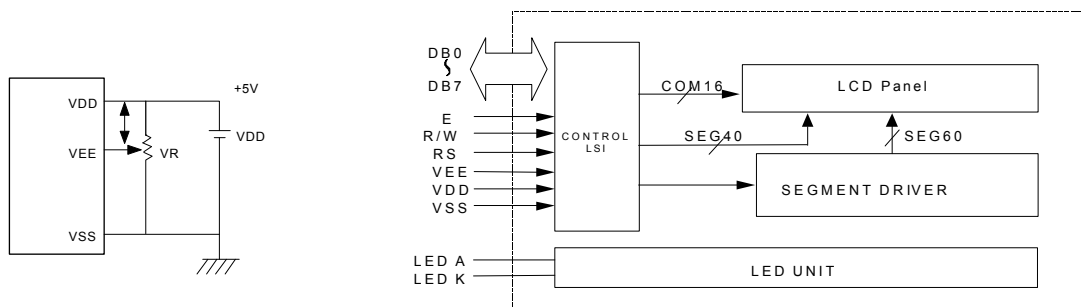 VDD
VEE
VSS
VR
+5V
VDD
DB0
DB7
E
R/W
RS
VEE
VDD
VSS
LED A
LED K
CONTROL
LSI
COM16
SEG40
LCD Panel
SEG60
SEGMENT DRIVER
LED UNIT